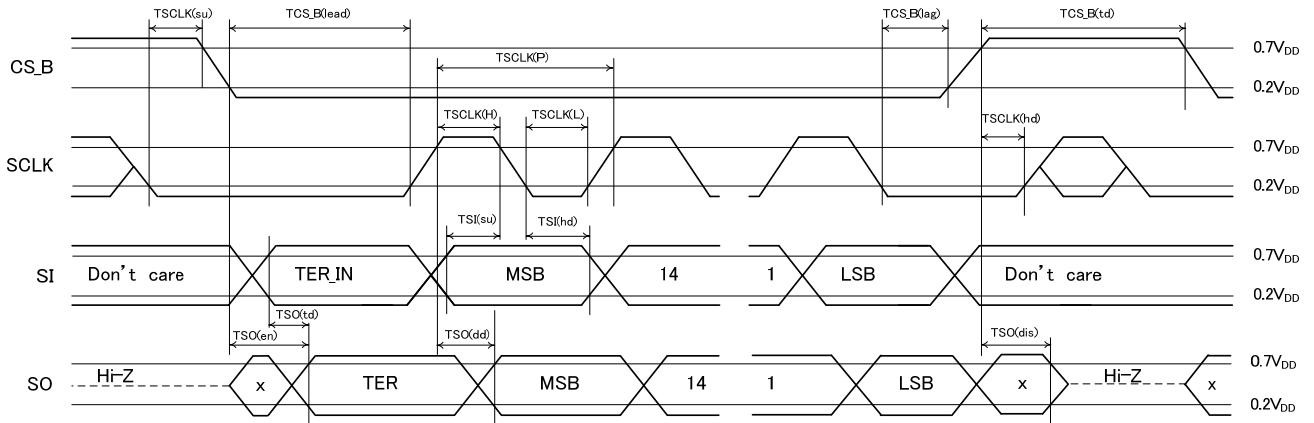 TSCLK(su) TCS_B(lead) TCS_B(lag) TCS_B(td)
CS_B TSCLK(P) 0.7VDD
0.2VDD
TSCLK(H) TSCLK(L) TSCLK(hd)
SCLK 0.7VDD
0.2VDD
TSI(su) TSI(hd)
SI Don't care TER_IN MSB 14 1 LSB Don't care 0.7VDD
0.2VDD
TSO(td)
TSO(en) TSO(dd) TSO(dis)
SO Hi-Z x TER MSB 14 1 LSB x Hi-Z x 0.7VDD
0.2VDD